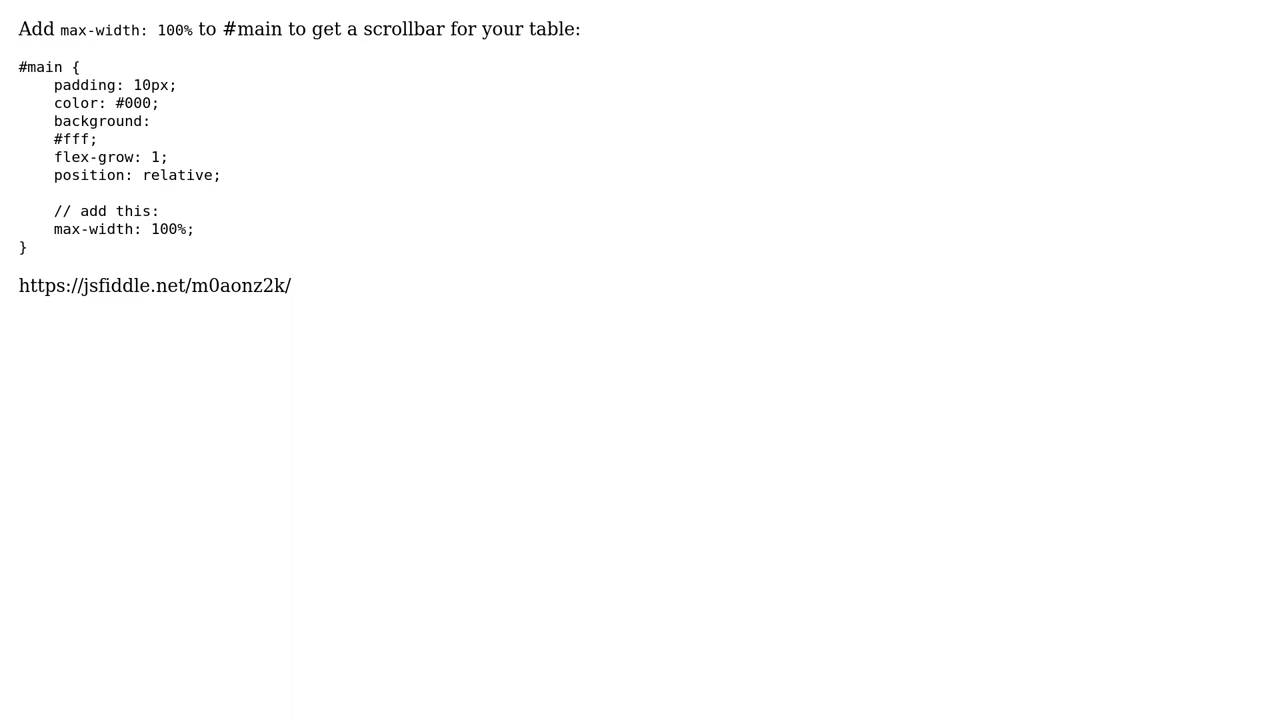 Add max-width: 100% to #main to get a scrollbar for your table:
#main {
    padding: 10px;
    color: #000;
    background:
    #fff;
    flex-grow: 1;
    position: relative;

    // add this:
    max-width: 100%;
}
https://jsfiddle.net/m0aonz2k/